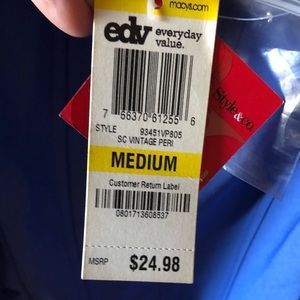 macys.com
edv everyday
value.
7 66370 61255 6
STYLE 93451VP805
SC VINTAGE PERI
MEDIUM
Customer Return Label
0801713608537
MSRP $24.98
Style&co.